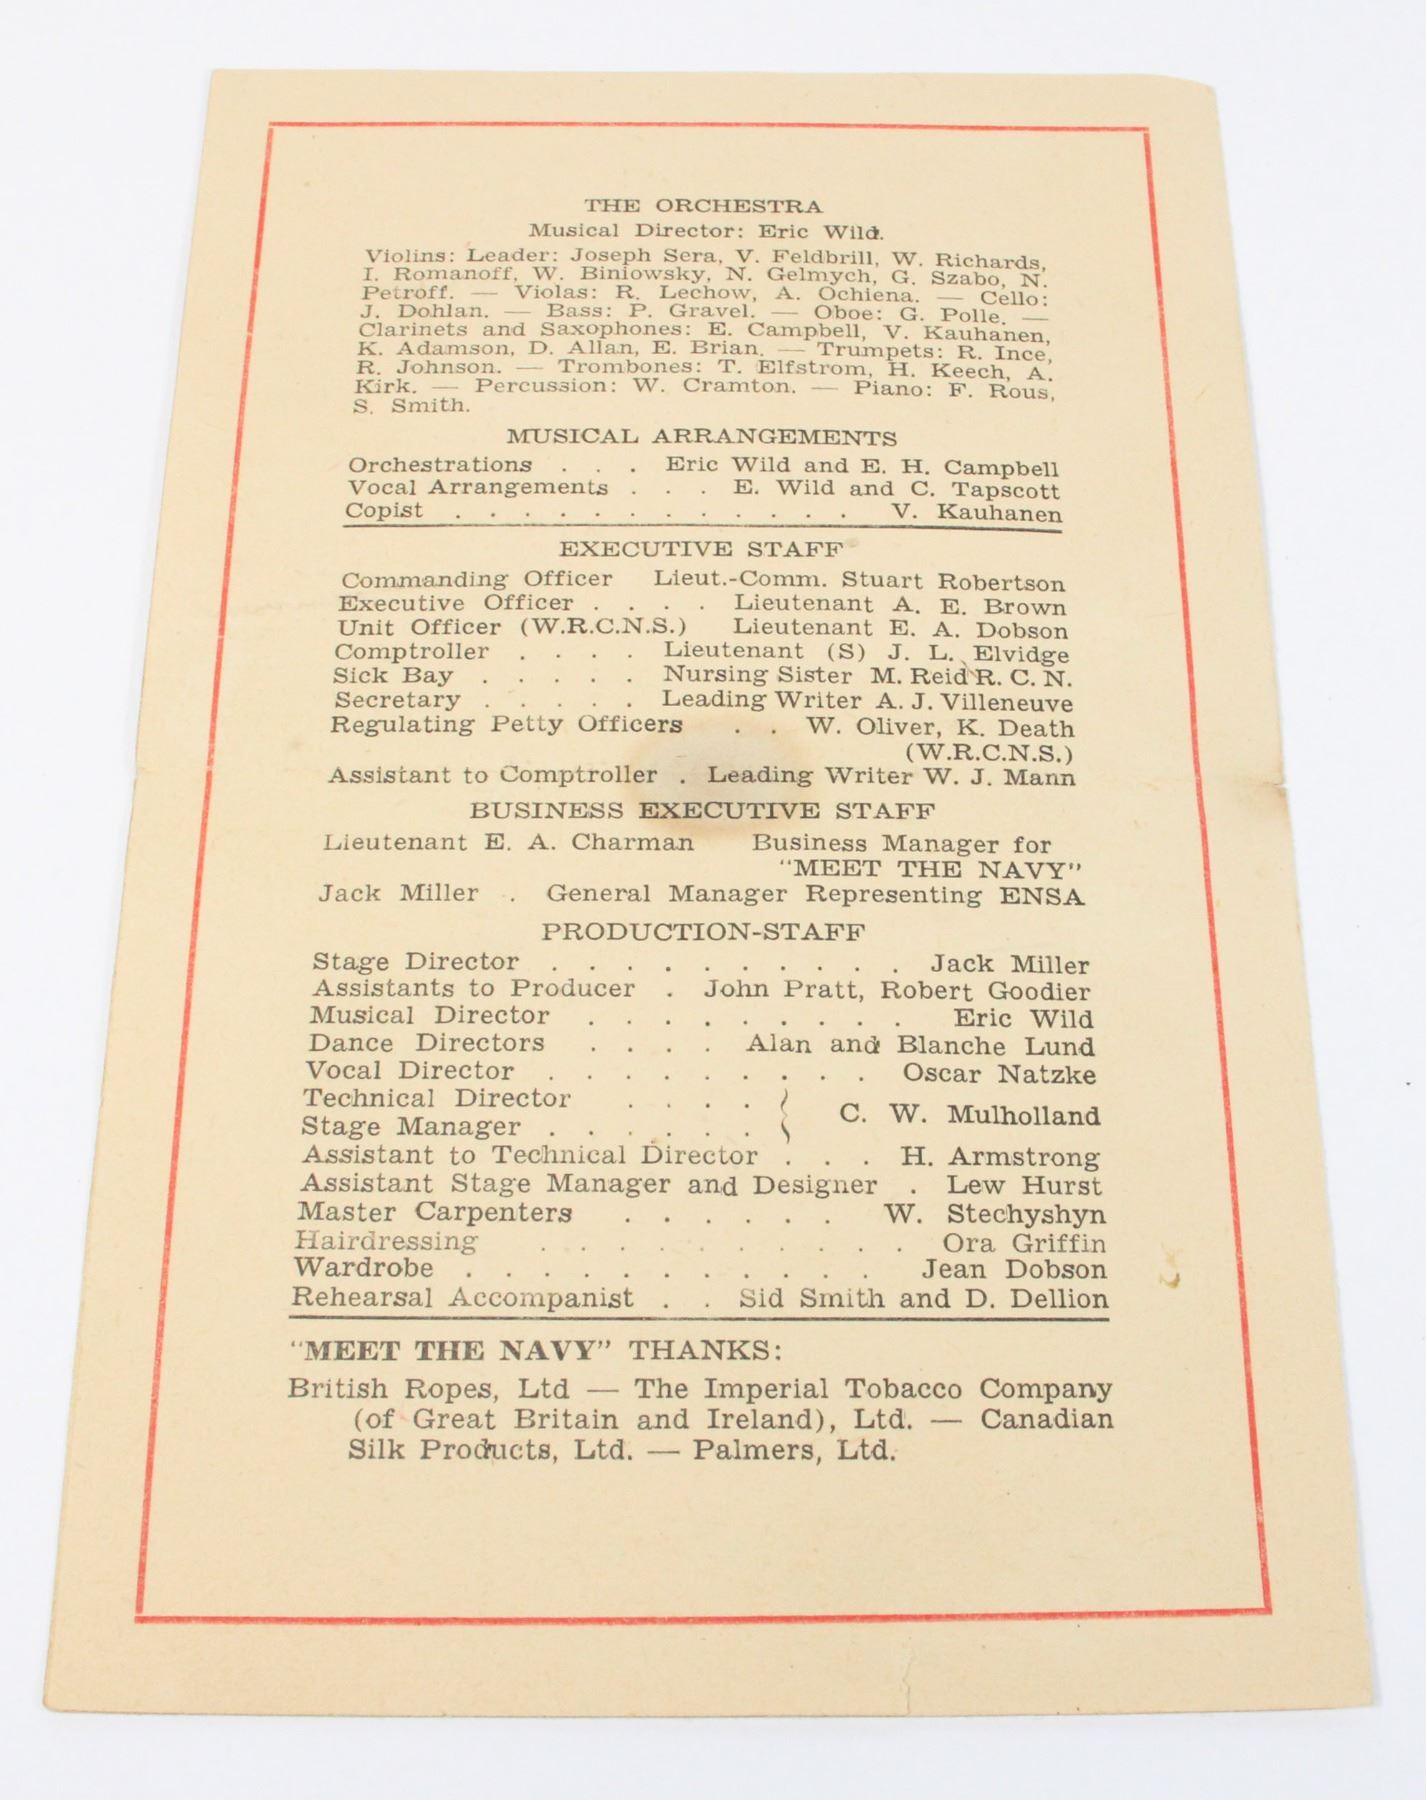 THE ORCHESTRA
Musical Director: Eric Wild.
Violins: Leader: Joseph Sera, V. Feldbrill, W. Richards,
I. Romanoff, W. Biniowsky, N. Gelmych, G. Szabo, N.
Petroff. — Violas: R. Lechow, A. Ochiena. — Cello:
J. Dohlan. — Bass: P. Gravel. — Oboe: G. Polle. —
Clarinets and Saxophones: E. Campbell, V. Kauhanen,
K. Adamson, D. Allan, E. Brian. — Trumpets: R. Ince,
R. Johnson. — Trombones: T. Elfstrom, H. Keech, A.
Kirk. — Percussion: W. Cramton. — Piano: F. Rous,
S. Smith.
MUSICAL ARRANGEMENTS
Orchestrations . . . Eric Wild and E. H. Campbell
Vocal Arrangements . . . E. Wild and C. Tapscott
Copist . . . . . . . . . . . . V. Kauhanen
EXECUTIVE STAFF
Commanding Officer Lieut.-Comm. Stuart Robertson
Executive Officer . . . . Lieutenant A. E. Brown
Unit Officer (W.R.C.N.S.) Lieutenant E. A. Dobson
Comptroller . . . . Lieutenant (S) J. L. Elvidge
Sick Bay . . . . . Nursing Sister M. Reid R. C. N.
Secretary . . . . . Leading Writer A. J. Villeneuve
Regulating Petty Officers . . W. Oliver, K. Death
(W.R.C.N.S.)
Assistant to Comptroller . Leading Writer W. J. Mann
BUSINESS EXECUTIVE STAFF
Lieutenant E. A. Charman Business Manager for
"MEET THE NAVY"
Jack Miller . General Manager Representing ENSA
PRODUCTION-STAFF
Stage Director . . . . . . . . . . Jack Miller
Assistants to Producer . John Pratt, Robert Goodier
Musical Director . . . . . . . . . Eric Wild
Dance Directors . . . . Alan and Blanche Lund
Vocal Director . . . . . . . . . Oscar Natzke
Technical Director . . . .
Stage Manager . . . . . . } C. W. Mulholland
Assistant to Technical Director . . . H. Armstrong
Assistant Stage Manager and Designer . Lew Hurst
Master Carpenters . . . . . . W. Stechyshyn
Hairdressing . . . . . . . . . . Ora Griffin
Wardrobe . . . . . . . . . . . Jean Dobson
Rehearsal Accompanist . . Sid Smith and D. Dellion
"MEET THE NAVY" THANKS:
British Ropes, Ltd — The Imperial Tobacco Company
(of Great Britain and Ireland), Ltd. — Canadian
Silk Products, Ltd. — Palmers, Ltd.